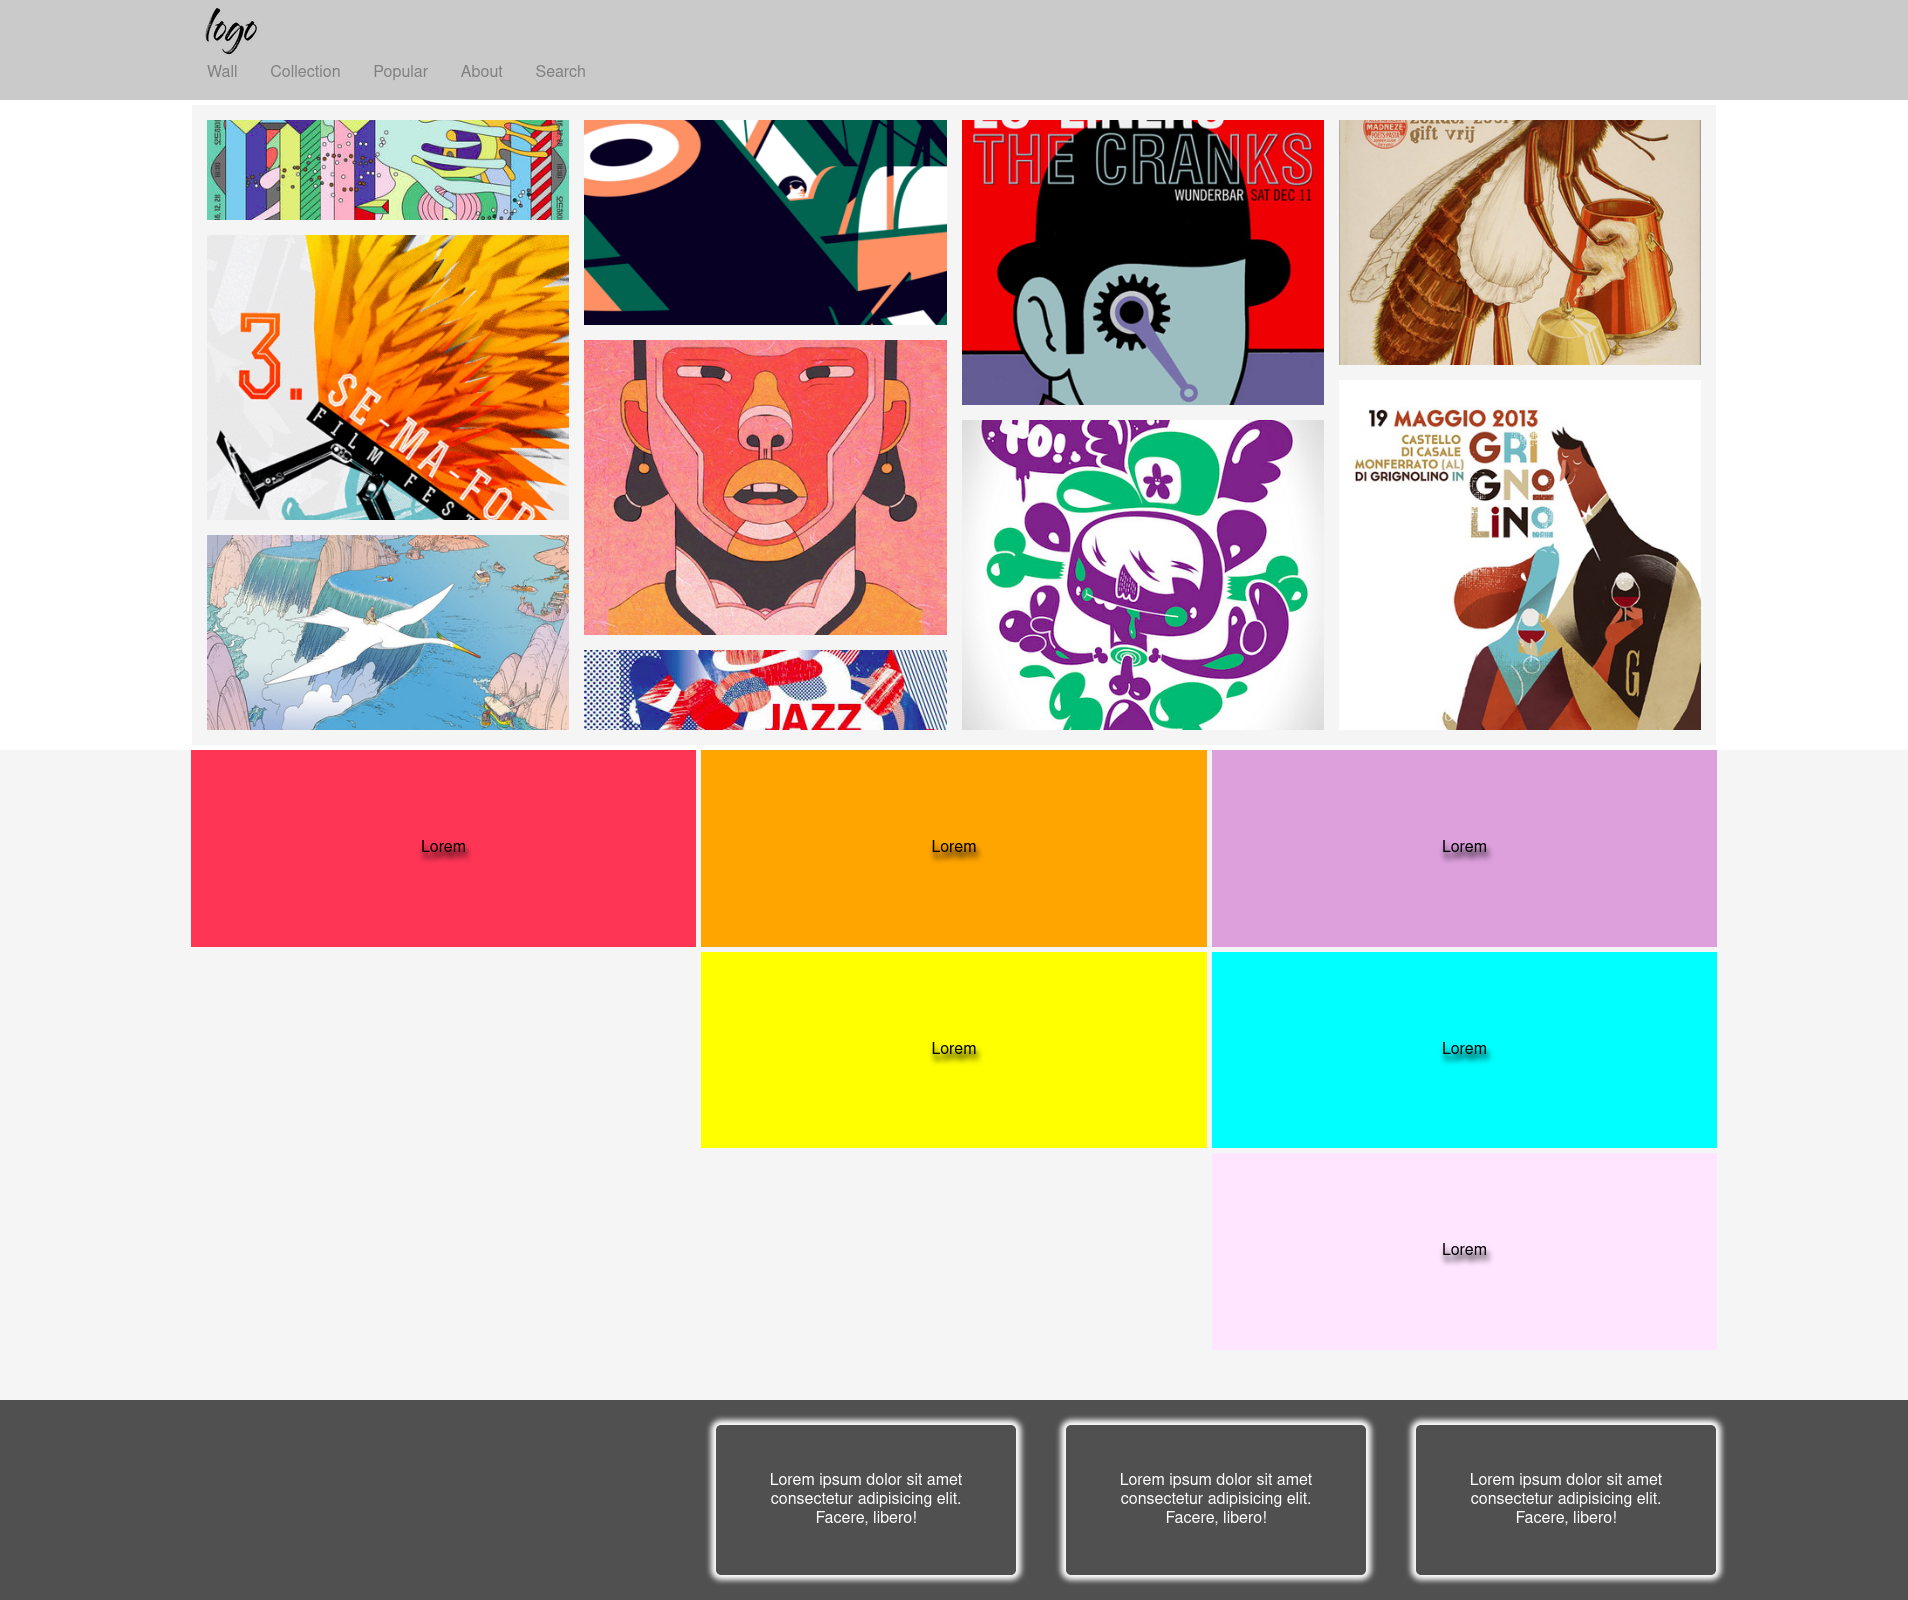 logo
Wall Collection Popular About Search
THE CRANKS
WUNDERBAR SAT DEC 11
MADNEZE
gift vrij
3.
SE-MA-FOR
FILM FEST
YO!
19 MAGGIO 2013
CASTELLO
DI CASALE
MONFERRATO (AL)
DI GRIGNOLINO IN
GRi
GNO
LiNO
G
JAZZ
Lorem
Lorem
Lorem
Lorem
Lorem
Lorem
Lorem ipsum dolor sit amet
consectetur adipisicing elit.
Facere, libero!
Lorem ipsum dolor sit amet
consectetur adipisicing elit.
Facere, libero!
Lorem ipsum dolor sit amet
consectetur adipisicing elit.
Facere, libero!